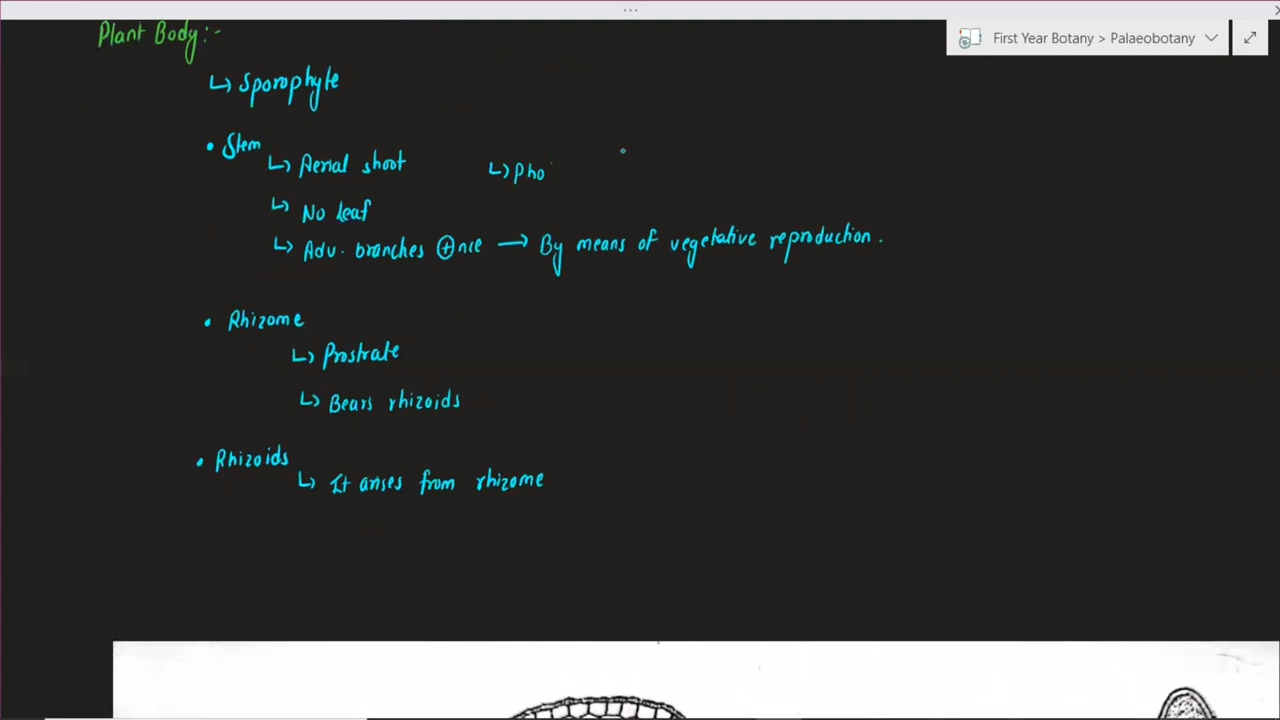 First Year Botany > Palaeobotany
Plant Body:-
↳ Sporophyte
• Stem
↳ Aerial shoot ↳ Pho
↳ No leaf
↳ Adv. branches ⊕nce → By means of vegetative reproduction.
• Rhizome
↳ Prostrate
↳ Bears rhizoids
• Rhizoids
↳ It arises from rhizome